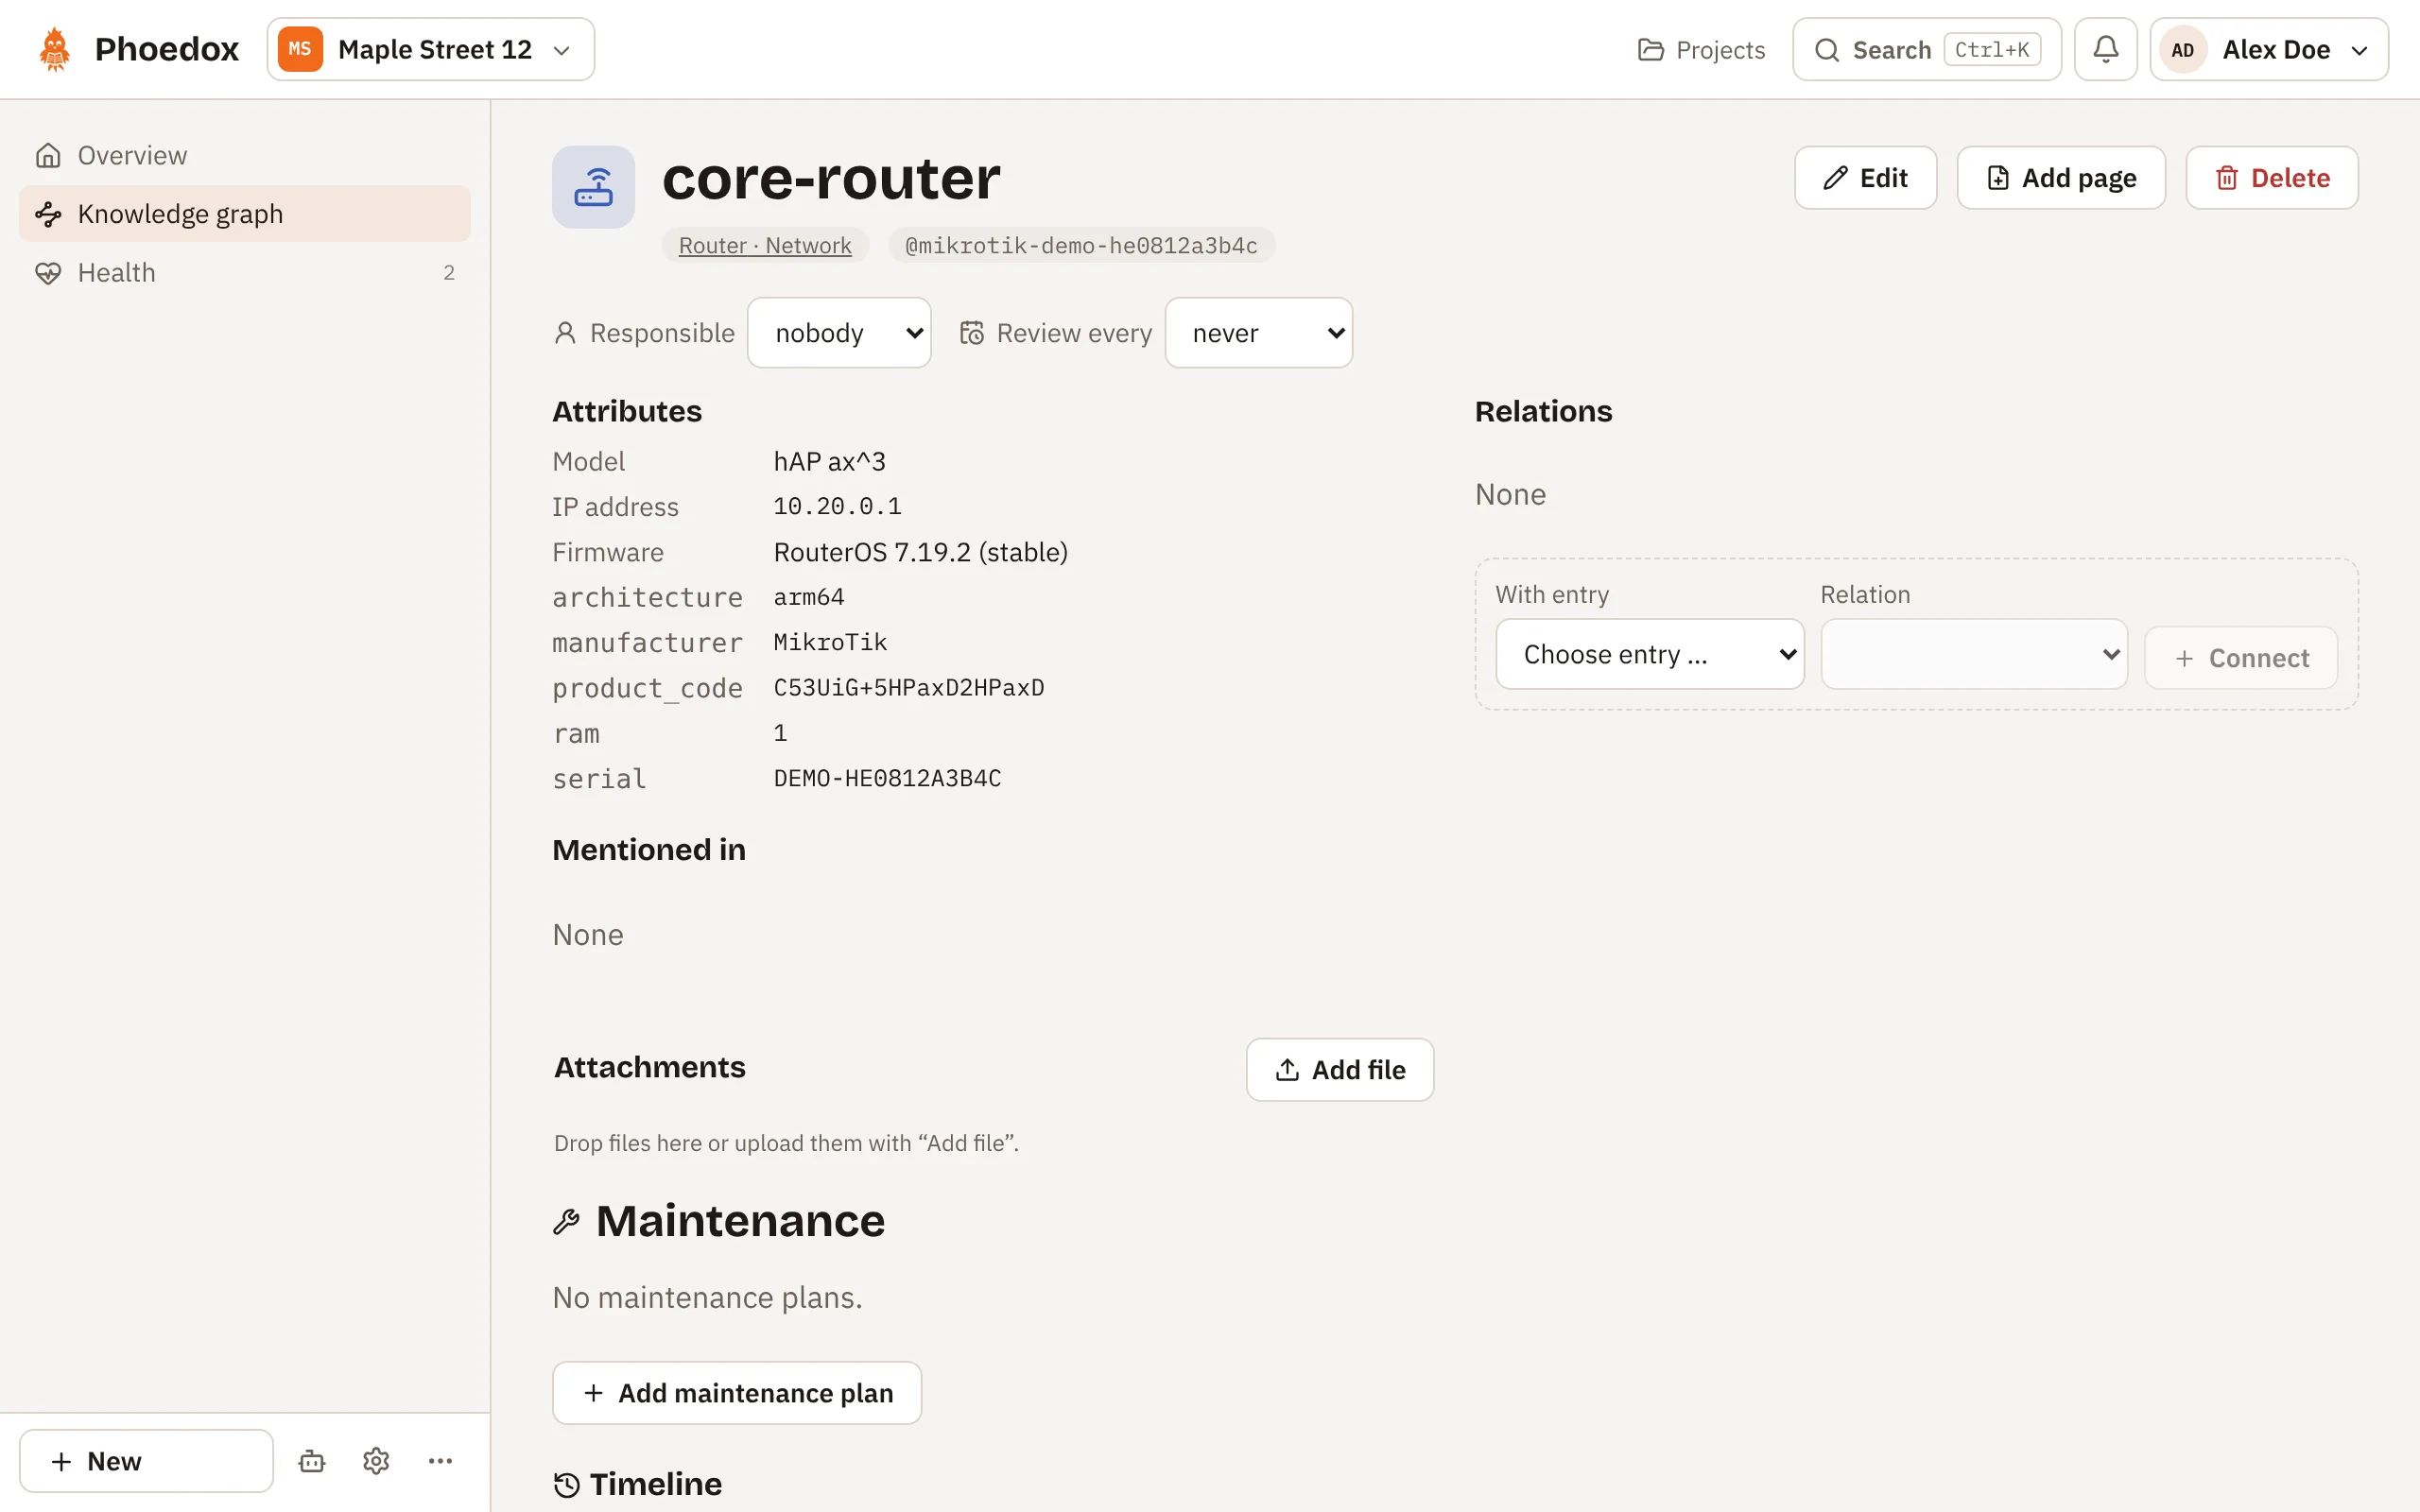 Phoedox
MS Maple Street 12
Projects
Search Ctrl+K
AD Alex Doe
Overview
Knowledge graph
Health 2
core-router
Router · Network @mikrotik-demo-he0812a3b4c
Edit
Add page
Delete
Responsible nobody Review every never
Attributes
Model hAP ax^3
IP address 10.20.0.1
Firmware RouterOS 7.19.2 (stable)
architecture arm64
manufacturer MikroTik
product_code C53UiG+5HPaxD2HPaxD
ram 1
serial DEMO-HE0812A3B4C
Relations
None
With entry Relation
Choose entry ... + Connect
Mentioned in
None
Attachments
Add file
Drop files here or upload them with “Add file”.
Maintenance
No maintenance plans.
+ Add maintenance plan
Timeline
+ New